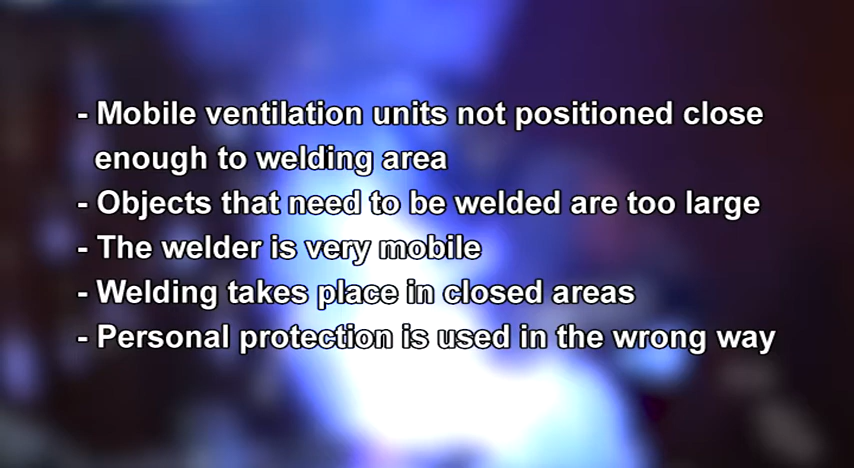 - Mobile ventilation units not positioned close
enough to welding area
- Objects that need to be welded are too large
- The welder is very mobile
- Welding takes place in closed areas
- Personal protection is used in the wrong way